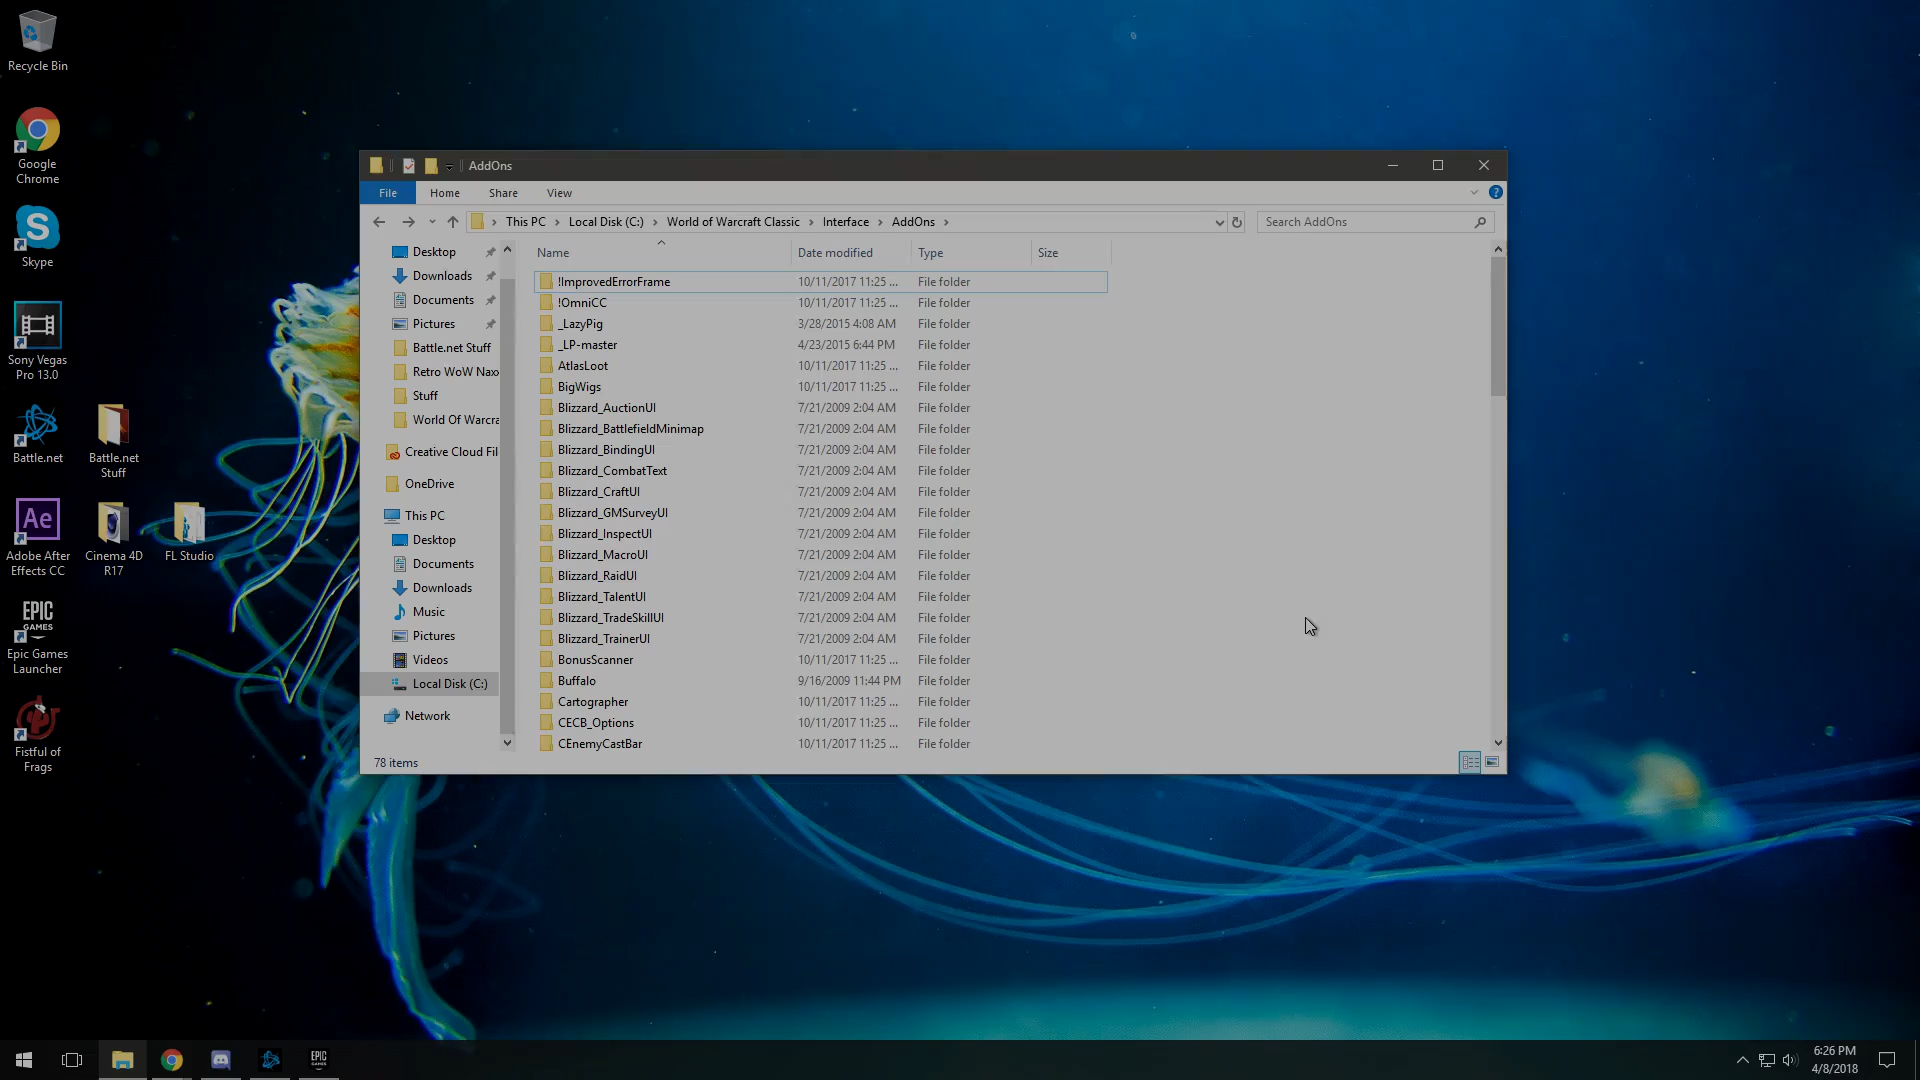 Recycle Bin
Google
Chrome
Skype
Sony Vegas
Pro 13.0
Battle.net
Battle.net
Stuff
Ae
Adobe After
Effects CC
Cinema 4D
R17
FL Studio
EPIC
GAMES
Epic Games
Launcher
Fistful of
Frags
AddOns
File Home Share View
This PC > Local Disk (C:) > World of Warcraft Classic > Interface > AddOns >
Search AddOns
Desktop
Downloads
Documents
Pictures
Battle.net Stuff
Retro WoW Nax
Stuff
World Of Warcra
Creative Cloud Fil
OneDrive
This PC
Desktop
Documents
Downloads
Music
Pictures
Videos
Local Disk (C:)
Network
Name Date modified Type Size
!ImprovedErrorFrame 10/11/2017 11:25 ... File folder
!OmniCC 10/11/2017 11:25 ... File folder
_LazyPig 3/28/2015 4:08 AM File folder
_LP-master 4/23/2015 6:44 PM File folder
AtlasLoot 10/11/2017 11:25 ... File folder
BigWigs 10/11/2017 11:25 ... File folder
Blizzard_AuctionUI 7/21/2009 2:04 AM File folder
Blizzard_BattlefieldMinimap 7/21/2009 2:04 AM File folder
Blizzard_BindingUI 7/21/2009 2:04 AM File folder
Blizzard_CombatText 7/21/2009 2:04 AM File folder
Blizzard_CraftUI 7/21/2009 2:04 AM File folder
Blizzard_GMSurveyUI 7/21/2009 2:04 AM File folder
Blizzard_InspectUI 7/21/2009 2:04 AM File folder
Blizzard_MacroUI 7/21/2009 2:04 AM File folder
Blizzard_RaidUI 7/21/2009 2:04 AM File folder
Blizzard_TalentUI 7/21/2009 2:04 AM File folder
Blizzard_TradeSkillUI 7/21/2009 2:04 AM File folder
Blizzard_TrainerUI 7/21/2009 2:04 AM File folder
BonusScanner 10/11/2017 11:25 ... File folder
Buffalo 9/16/2009 11:44 PM File folder
Cartographer 10/11/2017 11:25 ... File folder
CECB_Options 10/11/2017 11:25 ... File folder
CEnemyCastBar 10/11/2017 11:25 ... File folder
78 items
EPIC
GAMES
6:26 PM
4/8/2018